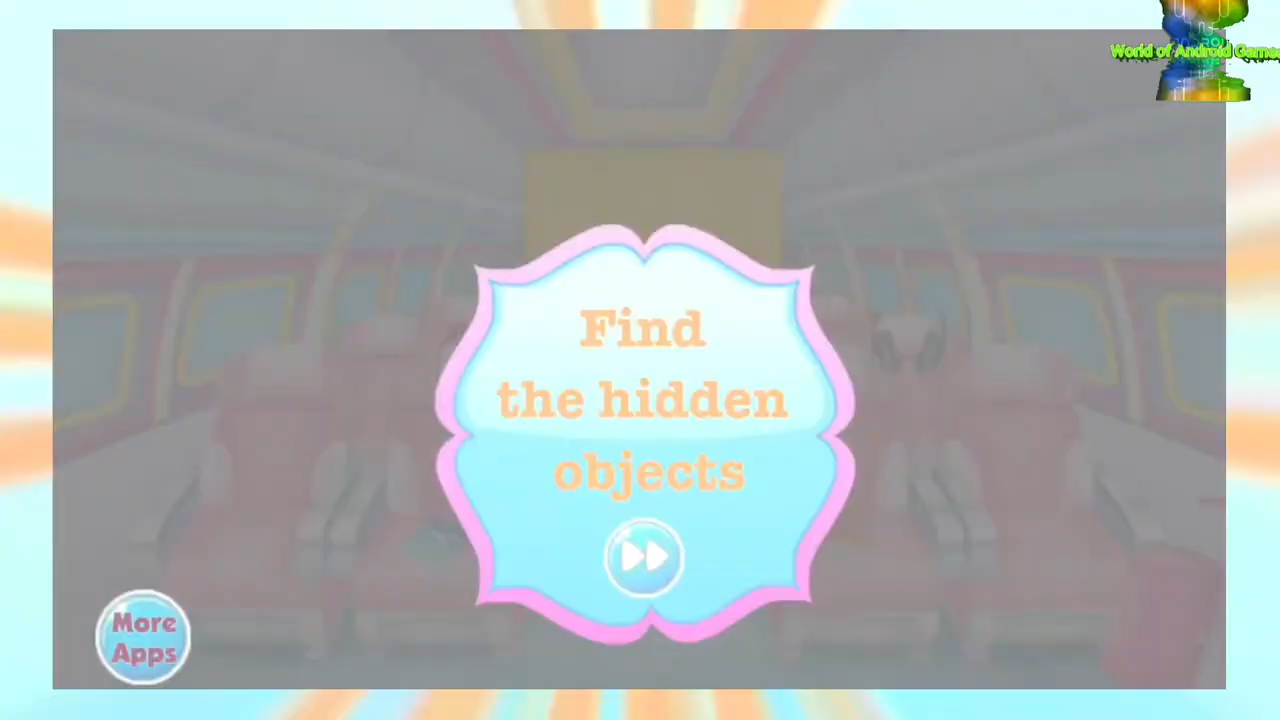 World of Android Games
Find
the hidden
objects
More
Apps